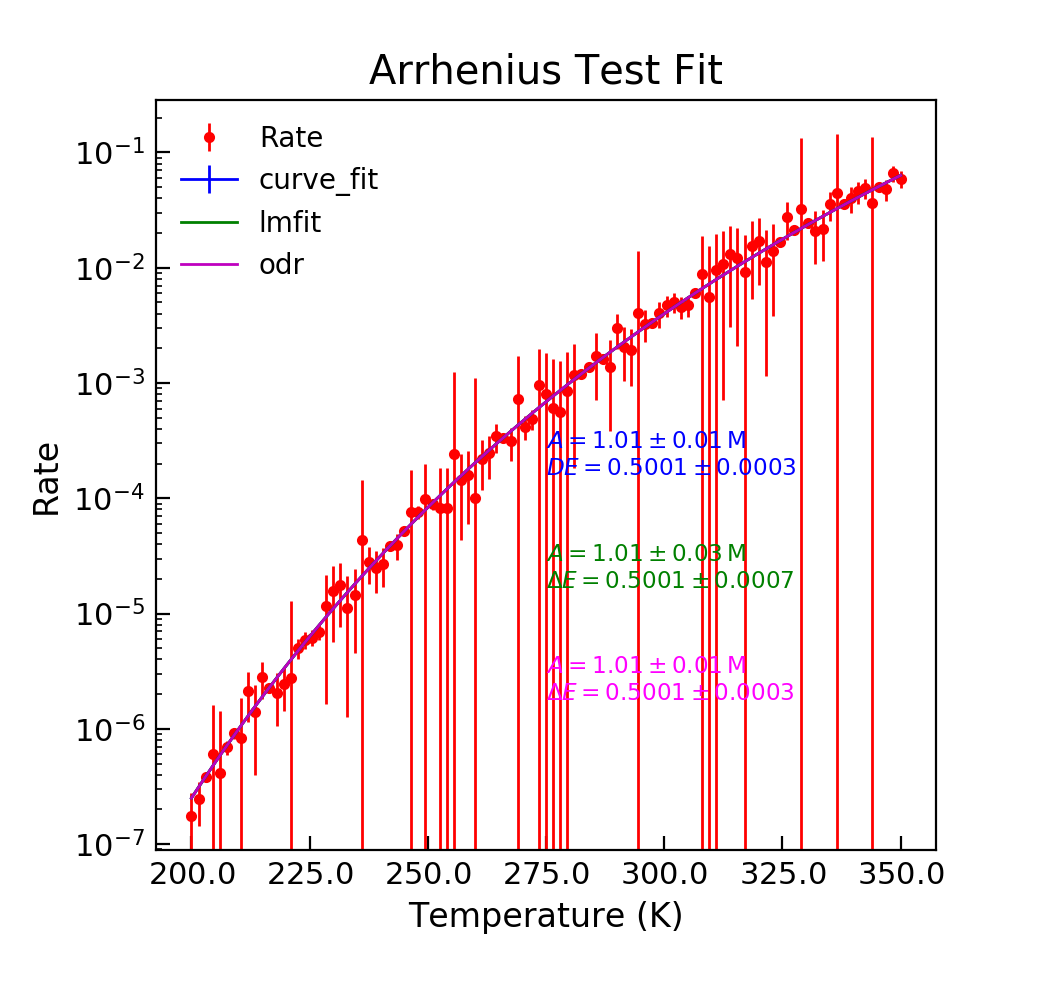 Arrhenius Test Fit
Rate
curve_fit
lmfit
odr
10⁻¹
10⁻²
10⁻³
10⁻⁴
10⁻⁵
10⁻⁶
10⁻⁷
Rate
A = 1.01 ± 0.01 M
DE = 0.5001 ± 0.0003
A = 1.01 ± 0.03 M
ΔE = 0.5001 ± 0.0007
A = 1.01 ± 0.01 M
ΔE = 0.5001 ± 0.0003
200.0 225.0 250.0 275.0 300.0 325.0 350.0
Temperature (K)